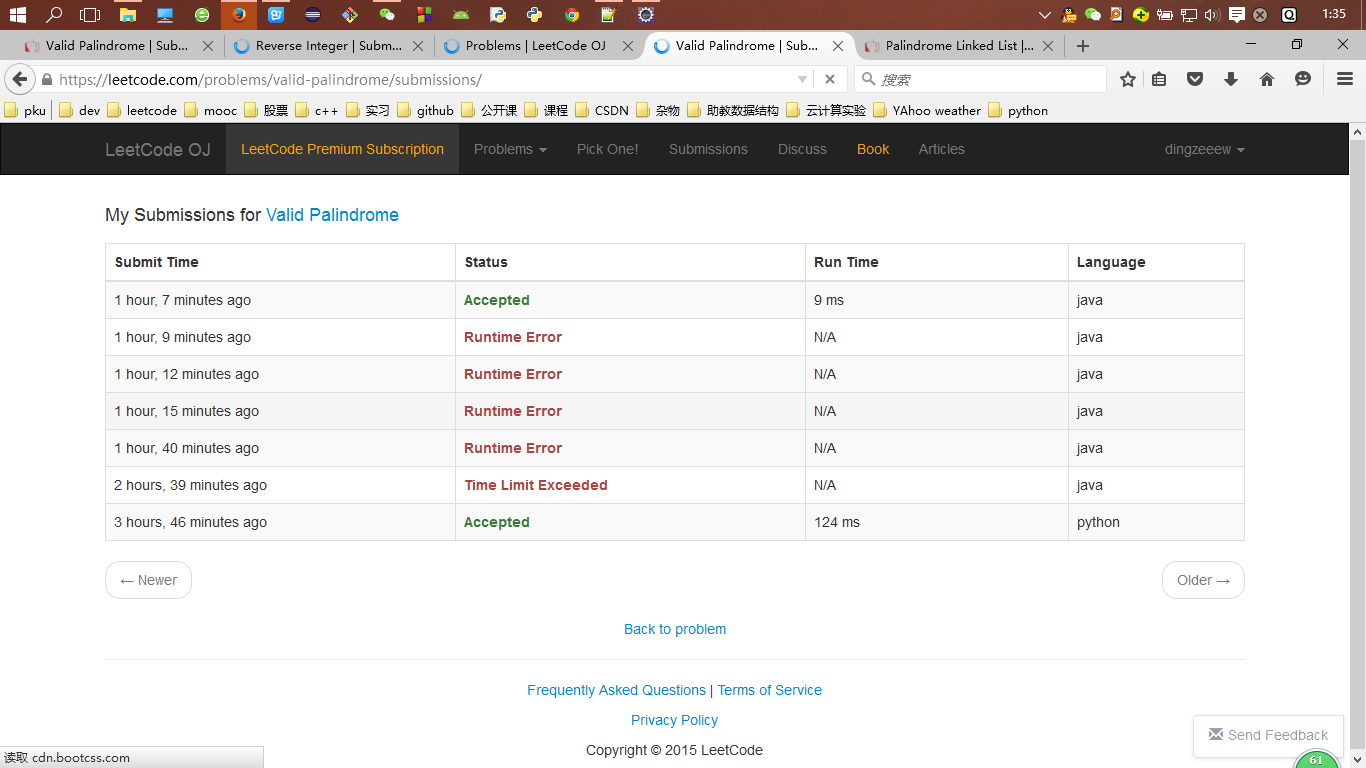 1:35
Valid Palindrome | Sub...
Reverse Integer | Subm...
Problems | LeetCode OJ
Valid Palindrome | Sub...
Palindrome Linked List |...
https://leetcode.com/problems/valid-palindrome/submissions/
搜索
pku dev leetcode mooc 股票 c++ 实习 github 公开课 课程 CSDN 杂物 助教数据结构 云计算实验 YAhoo weather python
LeetCode OJ LeetCode Premium Subscription Problems Pick One! Submissions Discuss Book Articles dingzeeew
My Submissions for Valid Palindrome
Submit Time Status Run Time Language
1 hour, 7 minutes ago Accepted 9 ms java
1 hour, 9 minutes ago Runtime Error N/A java
1 hour, 12 minutes ago Runtime Error N/A java
1 hour, 15 minutes ago Runtime Error N/A java
1 hour, 40 minutes ago Runtime Error N/A java
2 hours, 39 minutes ago Time Limit Exceeded N/A java
3 hours, 46 minutes ago Accepted 124 ms python
← Newer Older →
Back to problem
Frequently Asked Questions | Terms of Service
Privacy Policy
Send Feedback
Copyright © 2015 LeetCode
读取 cdn.bootcss.com
61